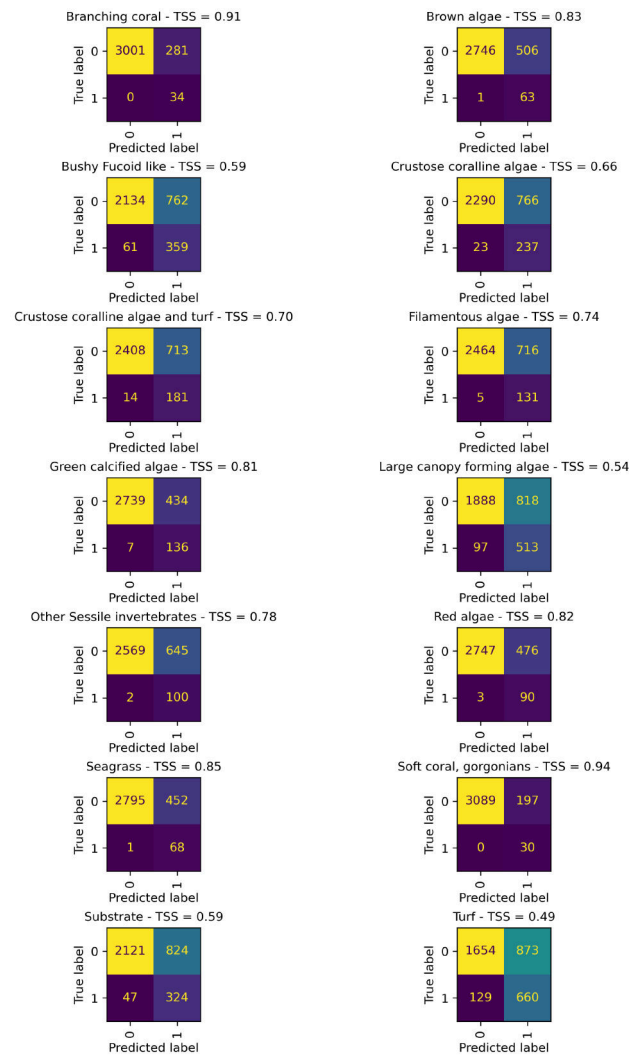 Branching coral - TSS = 0.91
True label
0
3001 281
1
0 34
0 1
Predicted label
Brown algae - TSS = 0.83
True label
0
2746 506
1
1 63
0 1
Predicted label
Bushy Fucoid like - TSS = 0.59
True label
0
2134 762
1
61 359
0 1
Predicted label
Crustose coralline algae - TSS = 0.66
True label
0
2290 766
1
23 237
0 1
Predicted label
Crustose coralline algae and turf - TSS = 0.70
True label
0
2408 713
1
14 181
0 1
Predicted label
Filamentous algae - TSS = 0.74
True label
0
2464 716
1
5 131
0 1
Predicted label
Green calcified algae - TSS = 0.81
True label
0
2739 434
1
7 136
0 1
Predicted label
Large canopy forming algae - TSS = 0.54
True label
0
1888 818
1
97 513
0 1
Predicted label
Other Sessile invertebrates - TSS = 0.78
True label
0
2569 645
1
2 100
0 1
Predicted label
Red algae - TSS = 0.82
True label
0
2747 476
1
3 90
0 1
Predicted label
Seagrass - TSS = 0.85
True label
0
2795 452
1
1 68
0 1
Predicted label
Soft coral, gorgonians - TSS = 0.94
True label
0
3089 197
1
0 30
0 1
Predicted label
Substrate - TSS = 0.59
True label
0
2121 824
1
47 324
0 1
Predicted label
Turf - TSS = 0.49
True label
0
1654 873
1
129 660
0 1
Predicted label